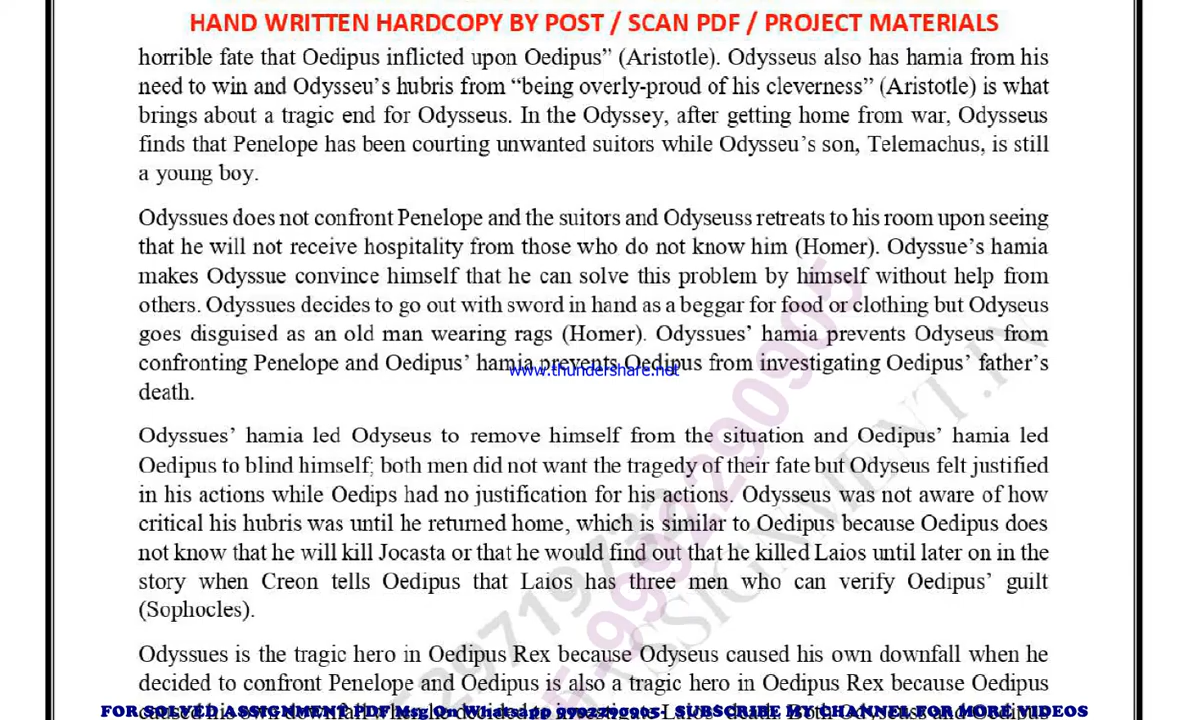 HAND WRITTEN HARDCOPY BY POST / SCAN PDF / PROJECT MATERIALS
horrible fate that Oedipus inflicted upon Oedipus” (Aristotle). Odysseus also has hamia from his
need to win and Odysseu’s hubris from “being overly-proud of his cleverness” (Aristotle) is what
brings about a tragic end for Odysseus. In the Odyssey, after getting home from war, Odysseus
finds that Penelope has been courting unwanted suitors while Odysseu’s son, Telemachus, is still
a young boy.
Odyssues does not confront Penelope and the suitors and Odyseuss retreats to his room upon seeing
that he will not receive hospitality from those who do not know him (Homer). Odyssue’s hamia
makes Odyssue convince himself that he can solve this problem by himself without help from
others. Odyssues decides to go out with sword in hand as a beggar for food or clothing but Odyseus
goes disguised as an old man wearing rags (Homer). Odyssues’ hamia prevents Odyseus from
confronting Penelope and Oedipus’ hamia prevents Oedipus from investigating Oedipus’ father’s
www.thundershare.net
death.
Odyssues’ hamia led Odyseus to remove himself from the situation and Oedipus’ hamia led
Oedipus to blind himself; both men did not want the tragedy of their fate but Odyseus felt justified
in his actions while Oedips had no justification for his actions. Odysseus was not aware of how
critical his hubris was until he returned home, which is similar to Oedipus because Oedipus does
not know that he will kill Jocasta or that he would find out that he killed Laios until later on in the
story when Creon tells Oedipus that Laios has three men who can verify Oedipus’ guilt
(Sophocles).
Odyssues is the tragic hero in Oedipus Rex because Odyseus caused his own downfall when he
decided to confront Penelope and Oedipus is also a tragic hero in Oedipus Rex because Oedipus
FOR SOLVED ASSIGNMENT PDF Msg On Whatsapp 9992290905- SUBSCRIBE MY CHANNEL FOR MORE VIDEOS